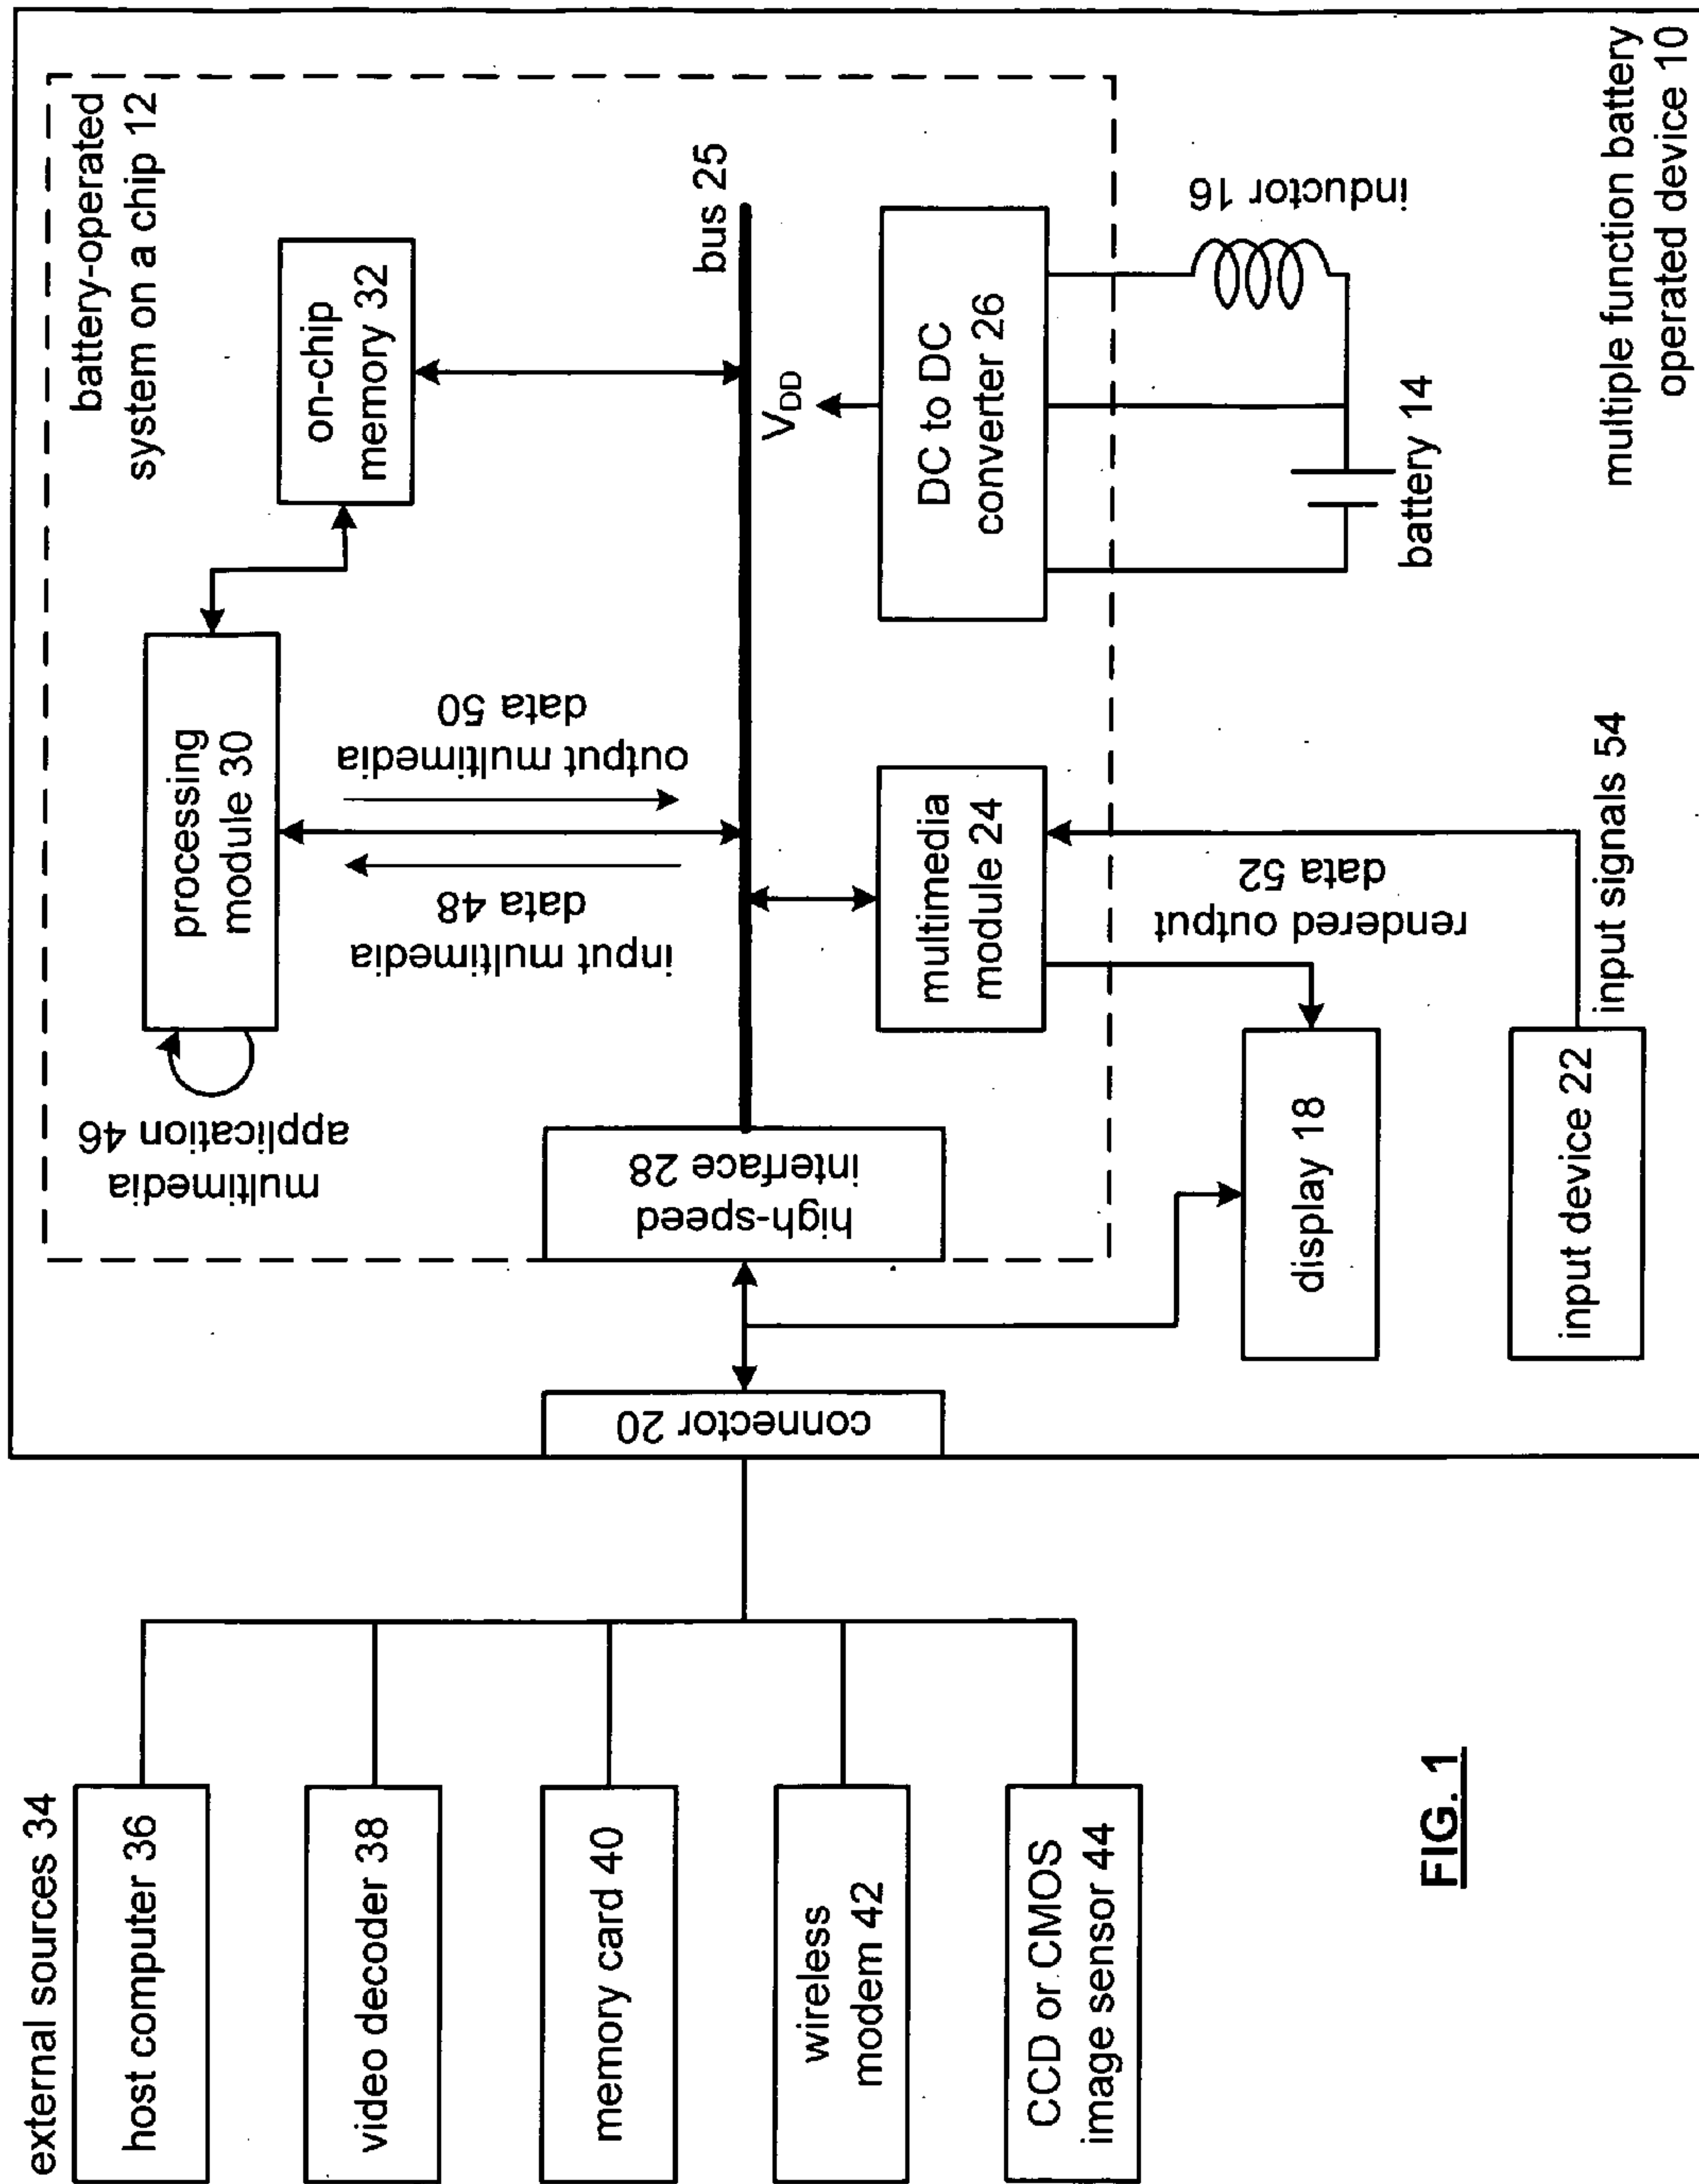 external sources 34
host computer 36
video decoder 38
memory card 40
wireless
modem 42
CCD or CMOS
image sensor 44
connector 20
high-speed
interface 28
multimedia
application 46
processing
module 30
input multimedia
data 48
output multimedia
data 50
on-chip
memory 32
battery-operated
system on a chip 12
bus 25
VDD
DC to DC
converter 26
inductor 16
battery 14
multimedia
module 24
rendered output
data 52
display 18
input device 22
input signals 54
multiple function battery
operated device 10
FIG. 1